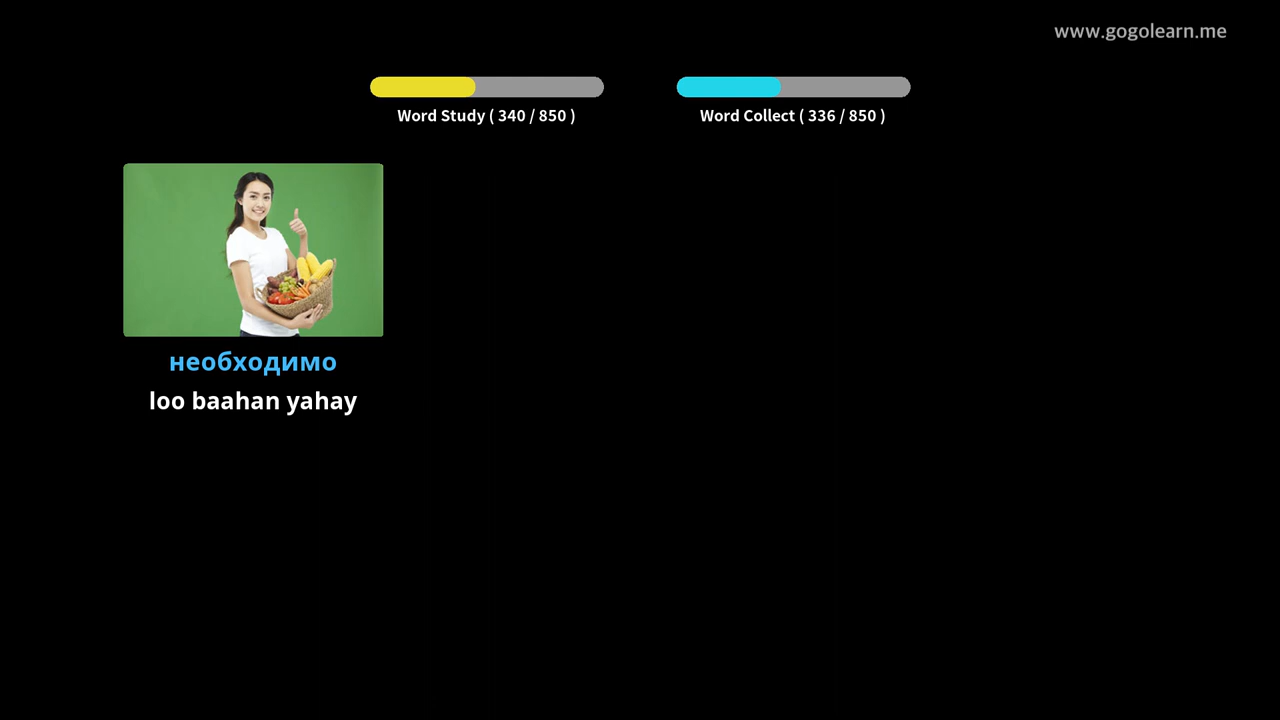 www.gogolearn.me
Word Study ( 340 / 850 )
Word Collect ( 336 / 850 )
необходимо
loo baahan yahay